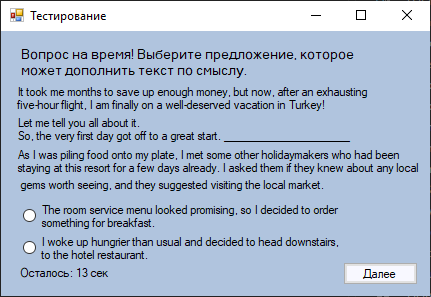 Тестирование
Вопрос на время! Выберите предложение, которое
может дополнить текст по смыслу.
It took me months to save up enough money, but now, after an exhausting
five-hour flight, I am finally on a well-deserved vacation in Turkey!
Let me tell you all about it.
So, the very first day got off to a great start. ____________________
As I was piling food onto my plate, I met some other holidaymakers who had been
staying at this resort for a few days already. I asked them if they knew about any local
gems worth seeing, and they suggested visiting the local market.
The room service menu looked promising, so I decided to order
something for breakfast.
I woke up hungrier than usual and decided to head downstairs,
to the hotel restaurant.
Осталось: 13 сек
Далее